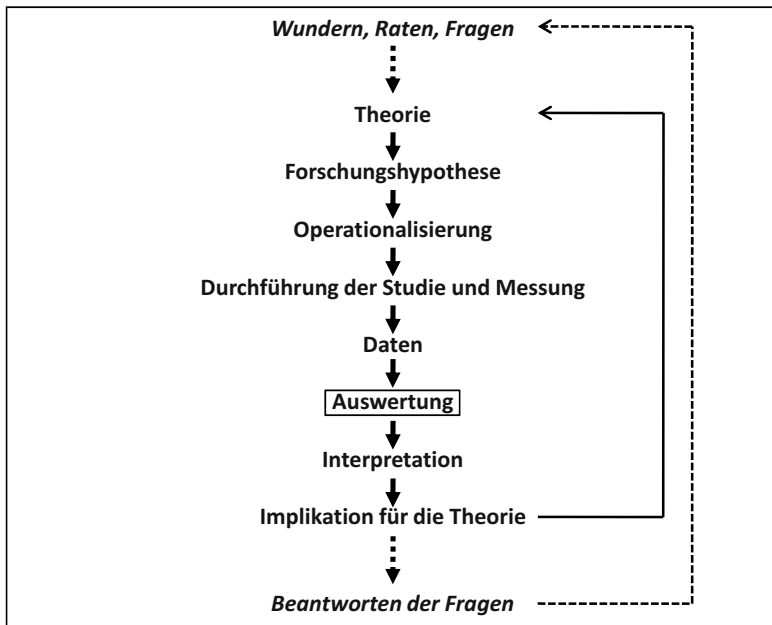 Wundern, Raten, Fragen
Theorie
Forschungshypothese
Operationalisierung
Durchführung der Studie und Messung
Daten
Auswertung
Interpretation
Implikation für die Theorie
Beantworten der Fragen